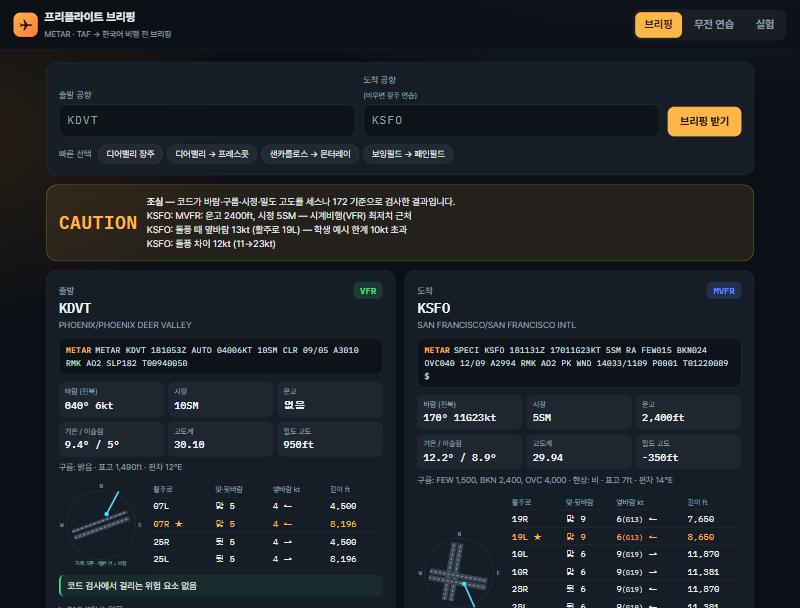 프리플라이트 브리핑
METAR · TAF → 한국어 비행 전 브리핑
브리핑 무전 연습 실험
출발 공항
도착 공항
(비우면 장주 연습)
KDVT
KSFO
브리핑 받기
빠른 선택 디어밸리 장주 디어밸리 → 프레스콧 샌카를로스 → 몬터레이 보잉필드 → 페인필드
CAUTION
조심 — 코드가 바람·구름·시정·밀도 고도를 세스나 172 기준으로 검사한 결과입니다.
KSFO: MVFR: 운고 2400ft, 시정 5SM — 시계비행(VFR) 최저치 근처
KSFO: 돌풍 때 옆바람 13kt (활주로 19L) — 학생 예시 한계 10kt 초과
KSFO: 돌풍 차이 12kt (11→23kt)
출발
VFR
KDVT
PHOENIX/PHOENIX DEER VALLEY
METAR METAR KDVT 181053Z AUTO 04006KT 10SM CLR 09/05 A3010
RMK AO2 SLP182 T00940050
바람 (진북) 시정 운고
040° 6kt 10SM 없음
기온 / 이슬점 고도계 밀도 고도
9.4° / 5° 30.10 950ft
구름: 맑음 · 표고 1,490ft · 편차 12°E
N
W E
활주로 맞·뒷바람 옆바람 kt 길이 ft
07L 맞 5 4 ← 4,500
07R ★ 맞 5 4 ← 8,196
25R 뒷 5 4 → 4,500
25L 뒷 5 4 → 8,196
코드 검사에서 걸리는 위험 요소 없음
도착
MVFR
KSFO
SAN FRANCISCO/SAN FRANCISCO INTL
METAR SPECI KSFO 181131Z 17011G23KT 5SM RA FEW015 BKN024
OVC040 12/09 A2994 RMK AO2 PK WND 14033/1109 P0001 T01220089
$
바람 (진북) 시정 운고
170° 11G23kt 5SM 2,400ft
기온 / 이슬점 고도계 밀도 고도
12.2° / 8.9° 29.94 -350ft
구름: FEW 1,500, BKN 2,400, OVC 4,000 · 현상: 비 · 표고 7ft · 편차 14°E
N
W E
활주로 맞·뒷바람 옆바람 kt 길이 ft
19R 맞 9 6(G13) ← 7,650
19L ★ 맞 9 6(G13) ← 8,650
10L 맞 6 9(G19) → 11,870
10R 맞 6 9(G19) → 11,381
28R 뒷 6 9(G19) ← 11,870
28L 뒷 6 9(G19) ← 11,381